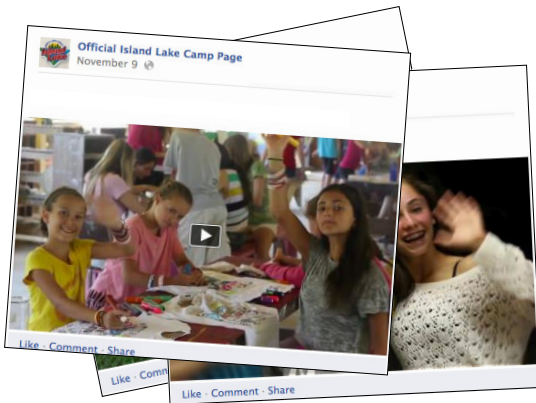 Official Island Lake Camp Page
November 9
Like · Comment · Share
Like · Comm
Like · Comment · Share